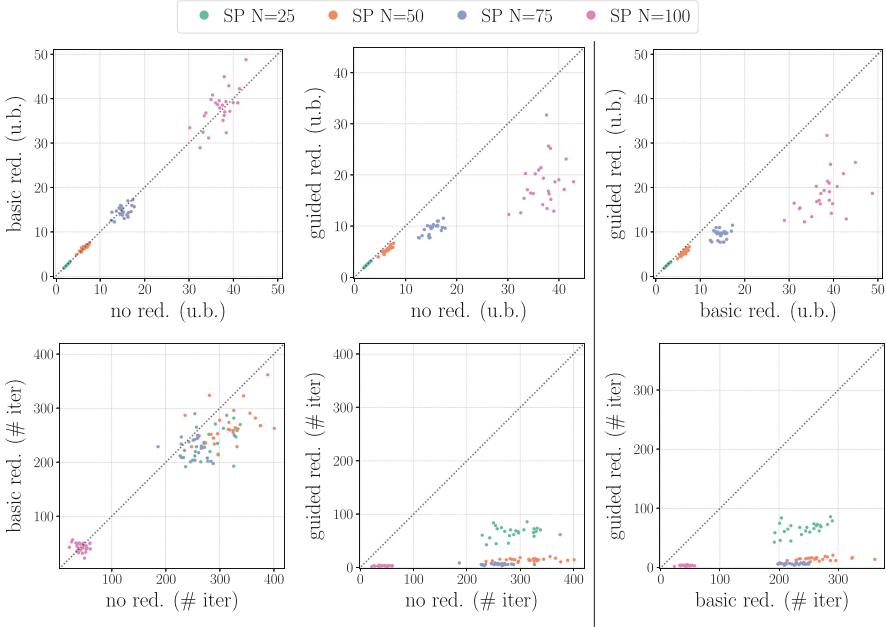 SP N=25 SP N=50 SP N=75 SP N=100
50
40
30
20
10
0
0 10 20 30 40 50
basic red. (u.b.)
no red. (u.b.)
40
30
20
10
0
0 10 20 30 40
guided red. (u.b.)
no red. (u.b.)
50
40
30
20
10
0
0 10 20 30 40 50
guided red. (u.b.)
basic red. (u.b.)
400
300
200
100
100 200 300 400
basic red. (# iter)
no red. (# iter)
400
300
200
100
0
0 100 200 300 400
guided red. (# iter)
no red. (# iter)
300
200
100
0
0 100 200 300
guided red. (# iter)
basic red. (# iter)